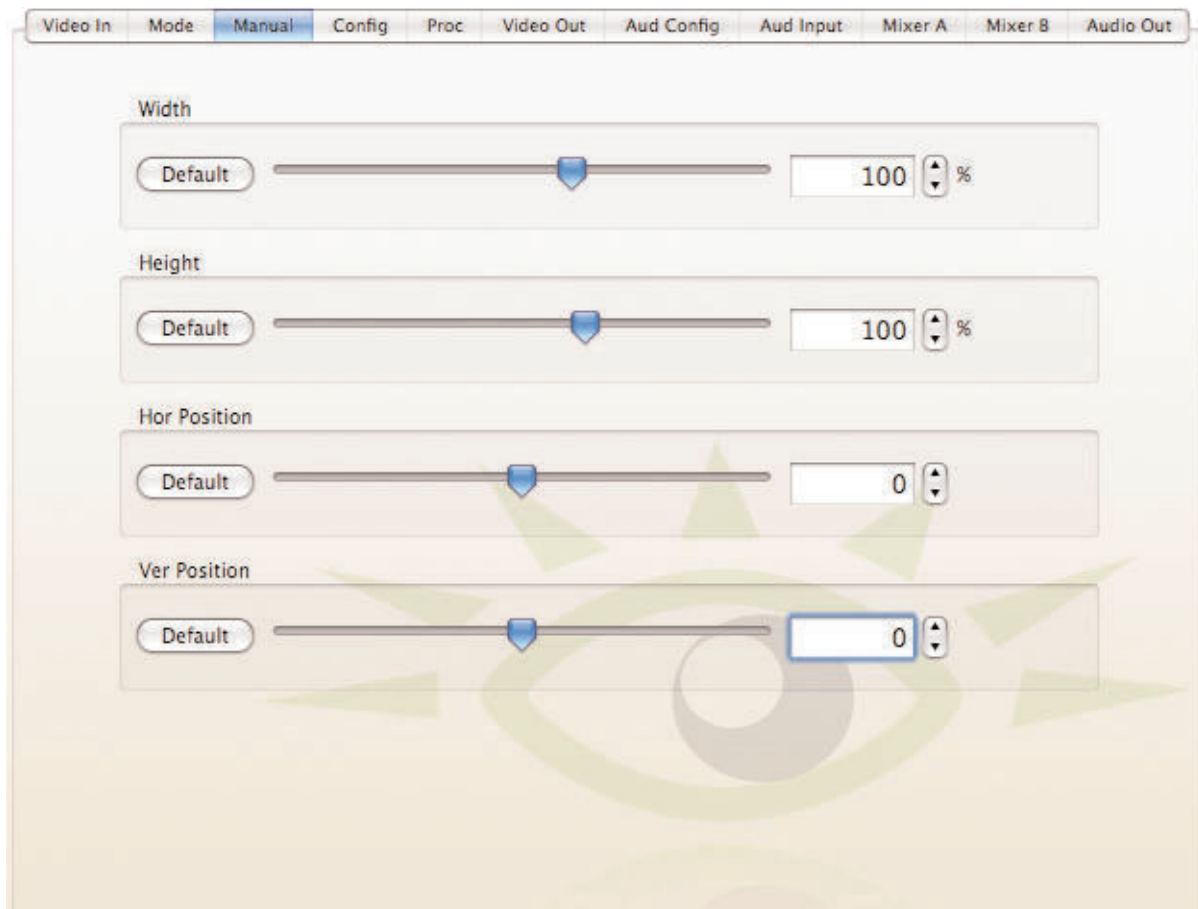 Video In Mode Manual Config Proc Video Out Aud Config Aud Input Mixer A Mixer B Audio Out
Width
Default 100 %
Height
Default 100 %
Hor Position
Default 0
Ver Position
Default 0